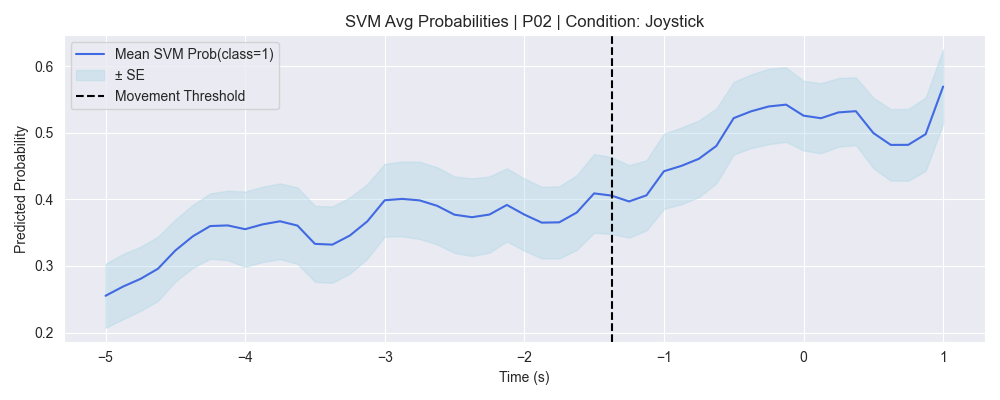 SVM Avg Probabilities | P02 | Condition: Joystick
Mean SVM Prob(class=1)
± SE
Movement Threshold
Predicted Probability
0.6
0.5
0.4
0.3
0.2
−5
−4
−3
−2
−1
0
1
Time (s)